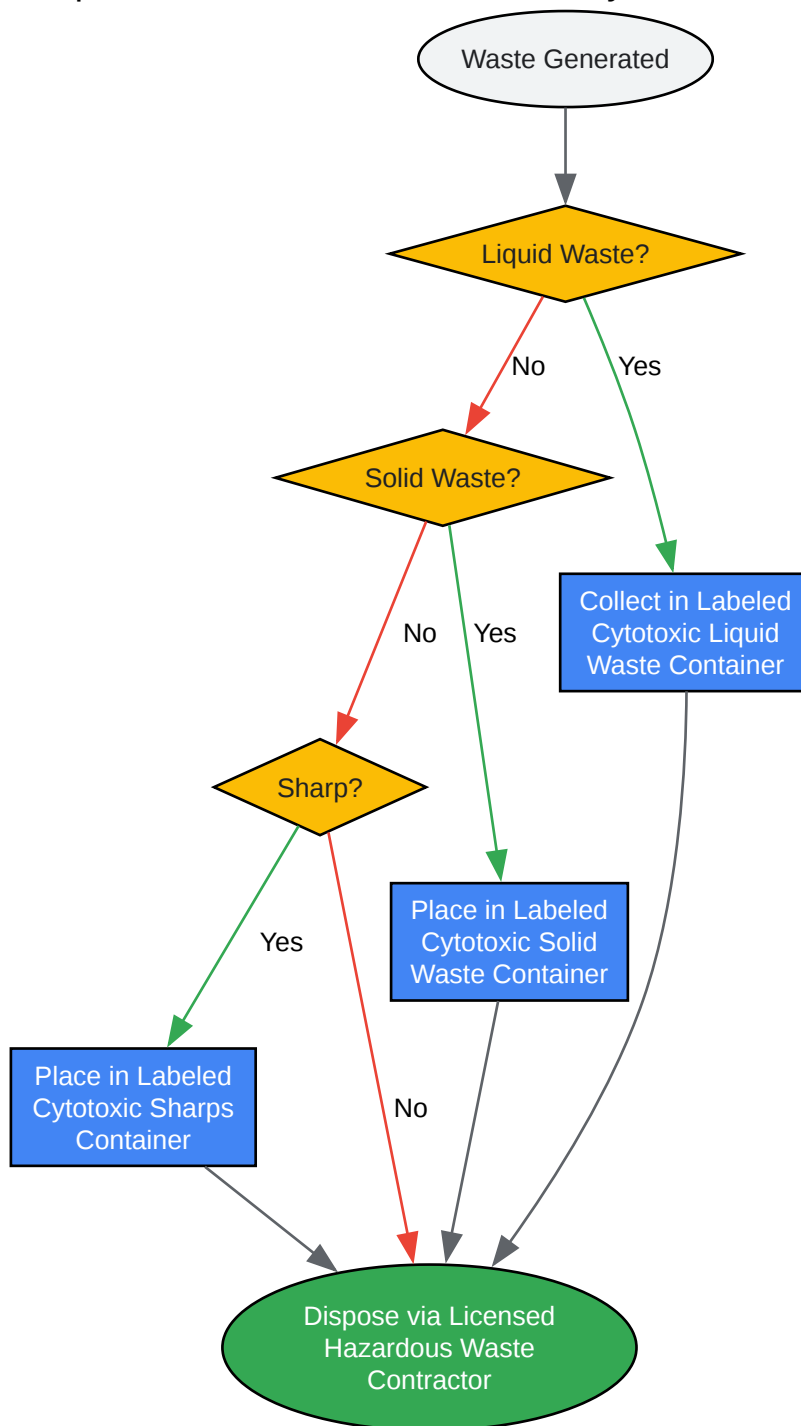 Waste Generated
Liquid Waste?
No
Yes
Solid Waste?
Collect in Labeled
Cytotoxic Liquid
Waste Container
No
Yes
Sharp?
Place in Labeled
Cytotoxic Solid
Waste Container
Yes
Place in Labeled
Cytotoxic Sharps
Container
No
Dispose via Licensed
Hazardous Waste
Contractor